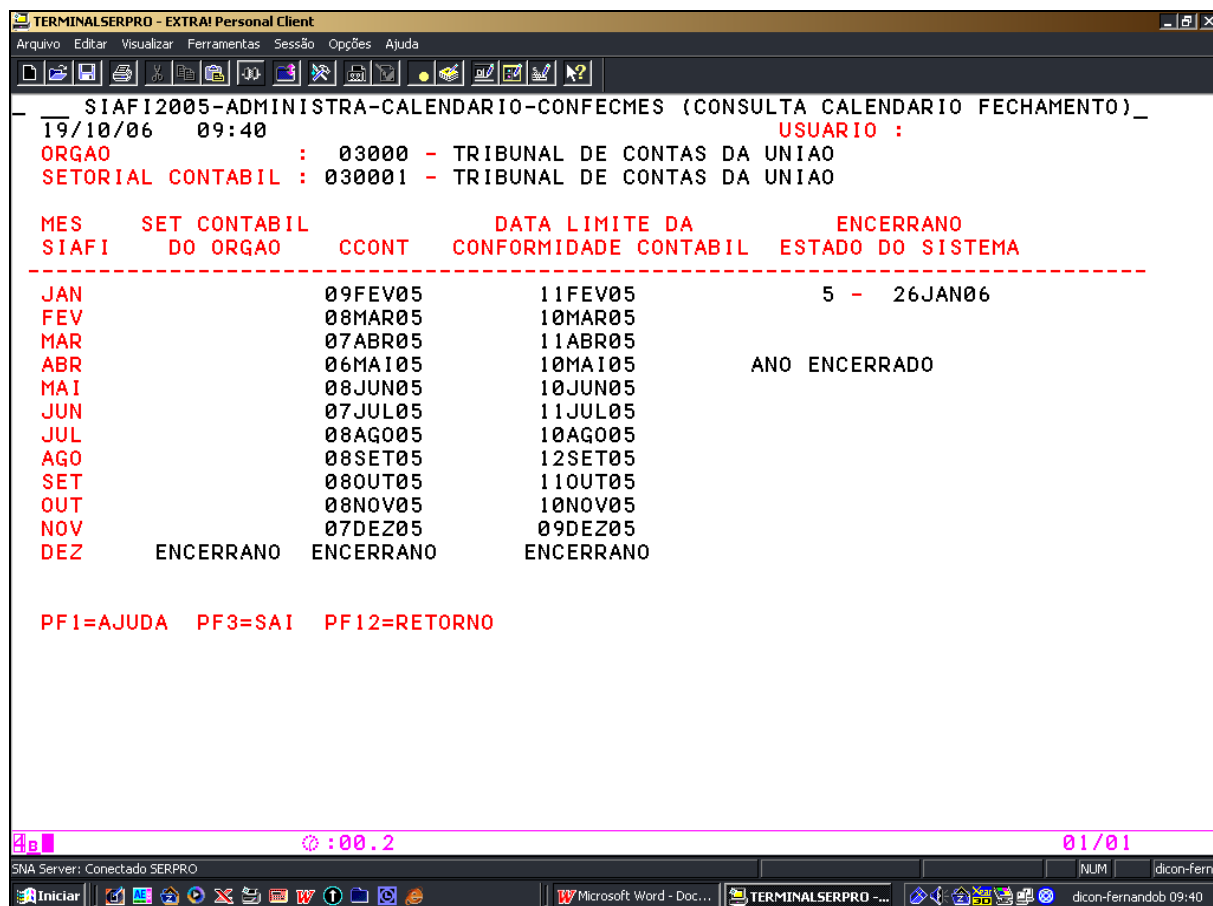 TERMINALSERPRO - EXTRA! Personal Client
Arquivo Editar Visualizar Ferramentas Sessão Opções Ajuda
_ __ SIAFI2005-ADMINISTRA-CALENDARIO-CONFECMES (CONSULTA CALENDARIO FECHAMENTO)_
19/10/06 09:40 USUARIO :
ORGAO : 03000 - TRIBUNAL DE CONTAS DA UNIAO
SETORIAL CONTABIL : 030001 - TRIBUNAL DE CONTAS DA UNIAO
MES SET CONTABIL DATA LIMITE DA ENCERRANO
SIAFI DO ORGAO CCONT CONFORMIDADE CONTABIL ESTADO DO SISTEMA
--------------------------------------------------------------------------------
JAN 09FEV05 11FEV05 5 - 26JAN06
FEV 08MAR05 10MAR05
MAR 07ABR05 11ABR05
ABR 06MAI05 10MAI05 ANO ENCERRADO
MAI 08JUN05 10JUN05
JUN 07JUL05 11JUL05
JUL 08AGO05 10AGO05
AGO 08SET05 12SET05
SET 08OUT05 11OUT05
OUT 08NOV05 10NOV05
NOV 07DEZ05 09DEZ05
DEZ ENCERRANO ENCERRANO ENCERRANO
PF1=AJUDA PF3=SAI PF12=RETORNO
4 B :00.2 01/01
SNA Server: Conectado SERPRO NUM dicon-fern
Iniciar Microsoft Word - Doc... TERMINALSERPRO -... dicon-fernandob 09:40